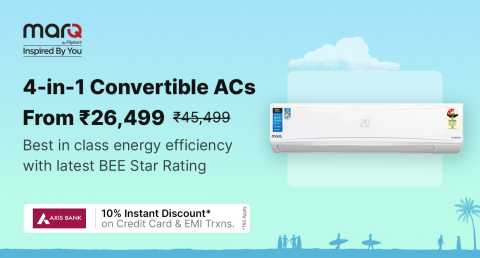 marQ
by Flipkart
Inspired By You
4-in-1 Convertible ACs
From ₹26,499 ₹45,499
Best in class energy efficiency
with latest BEE Star Rating
AXIS BANK
10% Instant Discount*
on Credit Card & EMI Trxns.
*T&C Apply
marQ